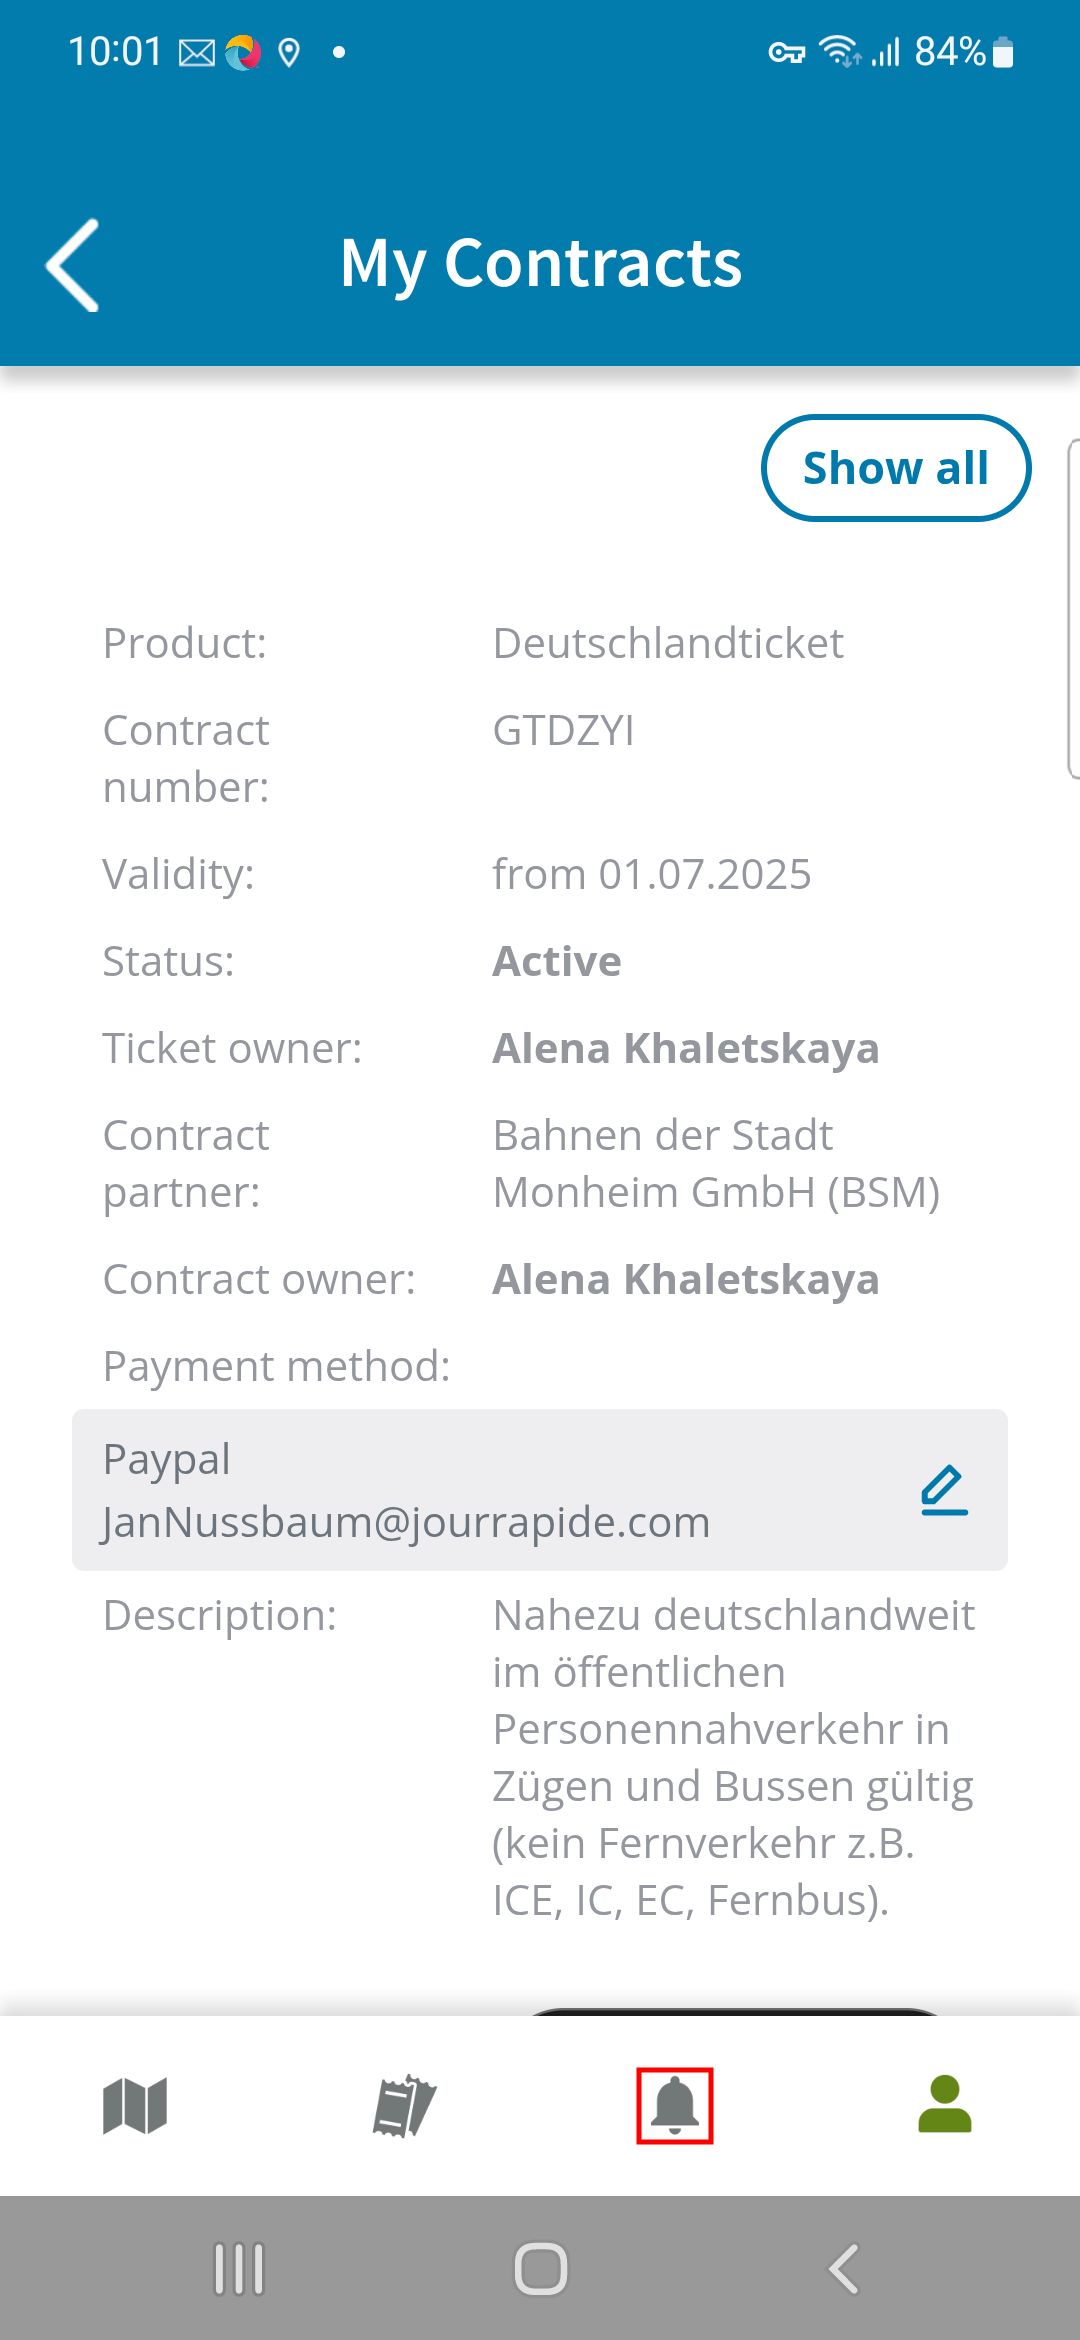 10:01
84%
My Contracts
Show all
Product: Deutschlandticket
Contract number: GTDZYI
Validity: from 01.07.2025
Status: Active
Ticket owner: Alena Khaletskaya
Contract partner: Bahnen der Stadt
Monheim GmbH (BSM)
Contract owner: Alena Khaletskaya
Payment method:
Paypal
JanNussbaum@jourrapide.com
Description: Nahezu deutschlandweit
im öffentlichen
Personennahverkehr in
Zügen und Bussen gültig
(kein Fernverkehr z.B.
ICE, IC, EC, Fernbus).